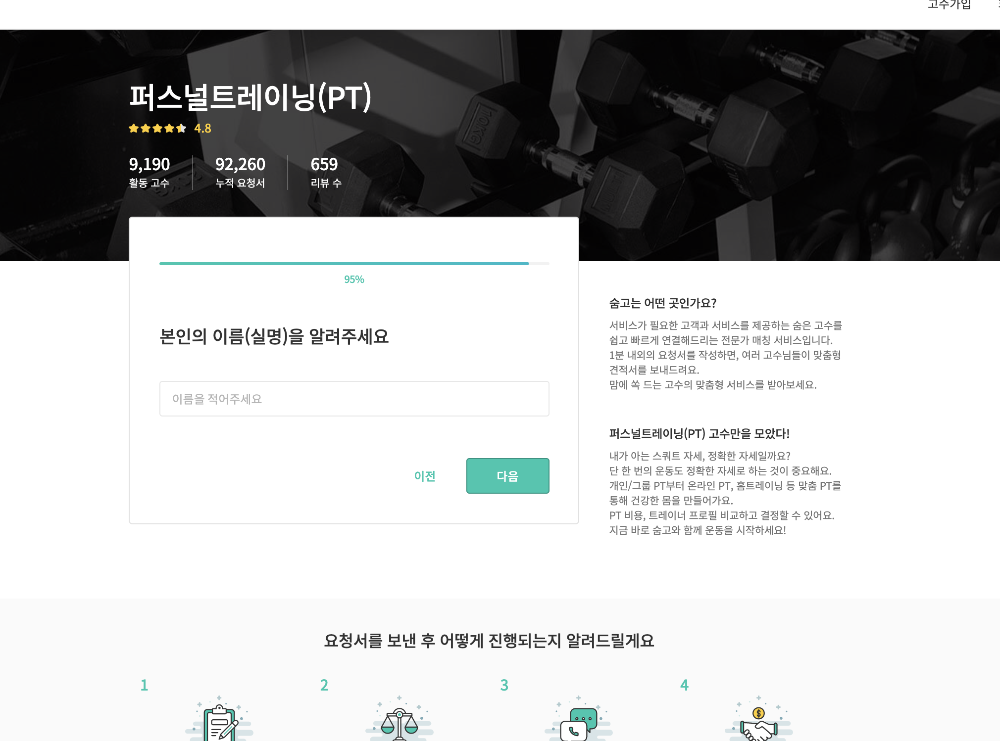 고수가입
퍼스널트레이닝(PT)
4.8
9,190
활동 고수
92,260
누적 요청서
659
리뷰 수
10KG
95%
본인의 이름(실명)을 알려주세요
이름을 적어주세요
이전
다음
숨고는 어떤 곳인가요?
서비스가 필요한 고객과 서비스를 제공하는 숨은 고수를
쉽고 빠르게 연결해드리는 전문가 매칭 서비스입니다.
1분 내외의 요청서를 작성하면, 여러 고수님들이 맞춤형
견적서를 보내드려요.
맘에 쏙 드는 고수의 맞춤형 서비스를 받아보세요.
퍼스널트레이닝(PT) 고수만을 모았다!
내가 아는 스쿼트 자세, 정확한 자세일까요?
단 한 번의 운동도 정확한 자세로 하는 것이 중요해요.
개인/그룹 PT부터 온라인 PT, 홈트레이닝 등 맞춤 PT를
통해 건강한 몸을 만들어가요.
PT 비용, 트레이너 프로필 비교하고 결정할 수 있어요.
지금 바로 숨고와 함께 운동을 시작하세요!
요청서를 보낸 후 어떻게 진행되는지 알려드릴게요
1
2
3
4
$